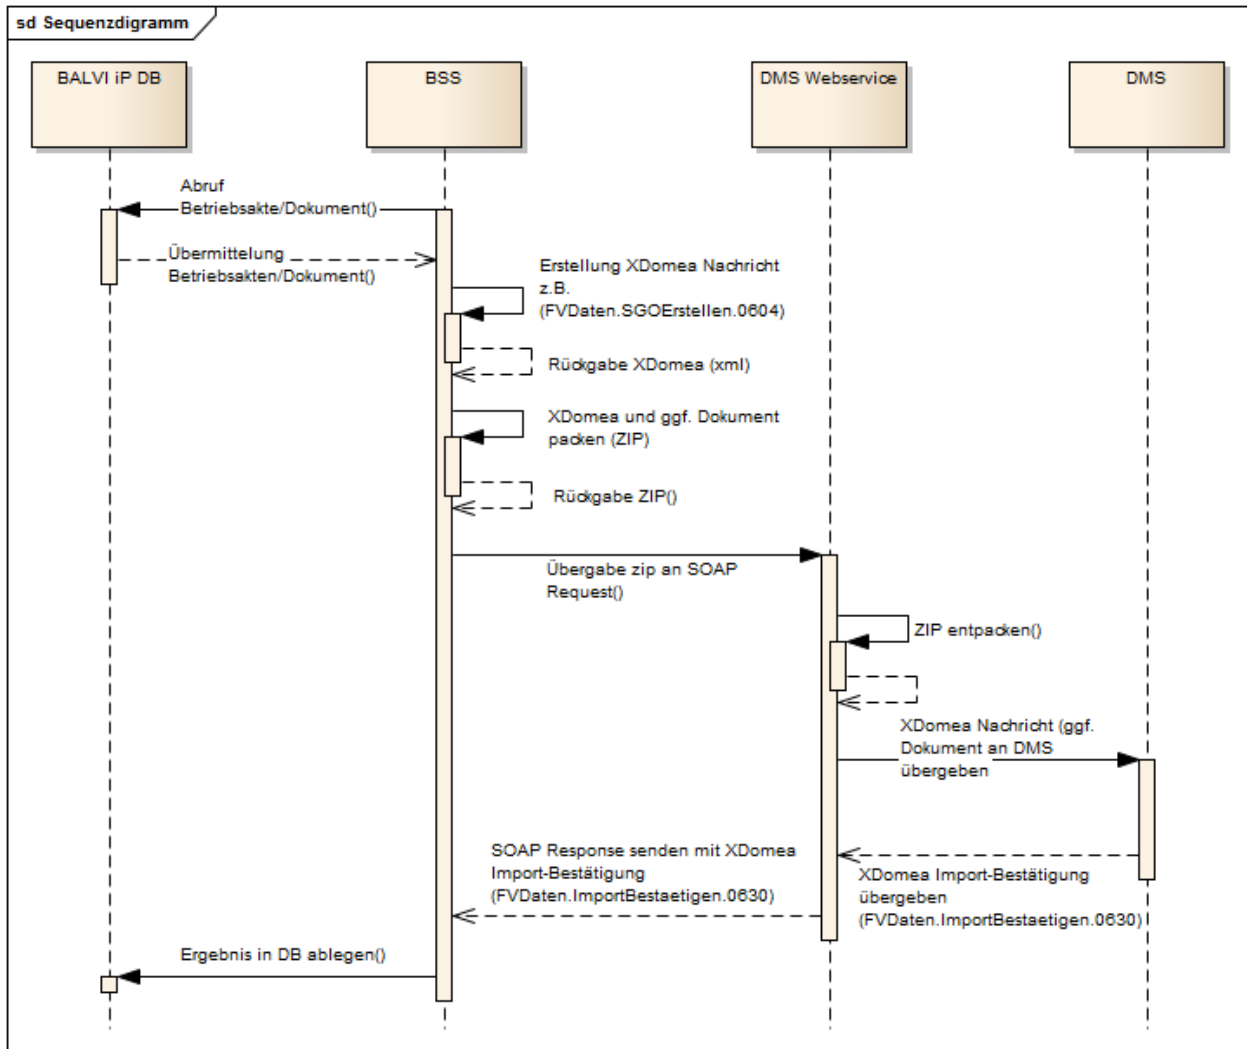 sd Sequenzdigramm
BALVI iP DB
BSS
DMS Webservice
DMS
Abruf
Betriebsakte/Dokument()
Übermittelung
Betriebsakten/Dokument()
Erstellung XDomea Nachricht
z.B.
(FVDaten.SGOErstellen.0604)
Rückgabe XDomea (xml)
XDomea und ggf. Dokument
packen (ZIP)
Rückgabe ZIP()
Übergabe zip an SOAP
Request()
ZIP entpacken()
XDomea Nachricht (ggf.
Dokument an DMS
übergeben
SOAP Response senden mit XDomea
Import-Bestätigung
(FVDaten.ImportBestaetigen.0630)
XDomea Import-Bestätigung
übergeben
(FVDaten.ImportBestaetigen.0630)
Ergebnis in DB ablegen()